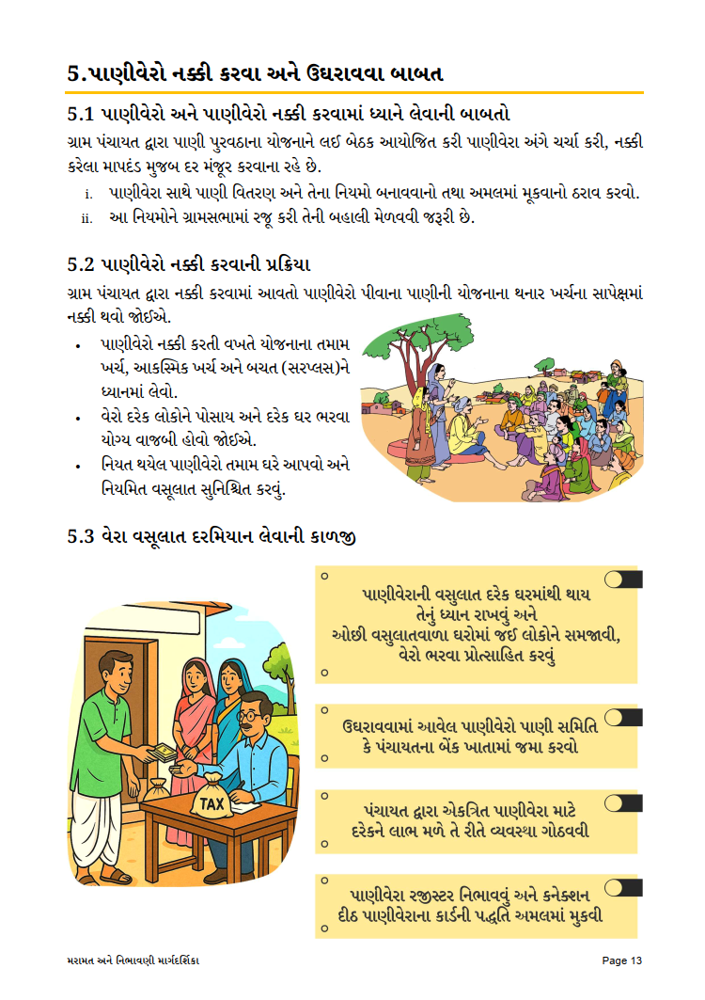 5.પાણીવેરો નક્કી કરવા અને ઉઘરાવવા બાબત
5.1 પાણીવેરો અને પાણીવેરો નક્કી કરવામાં ધ્યાને લેવાની બાબતો
ગ્રામ પંચાયત દ્વારા પાણી પુરવઠાના યોજનાને લઈ બેઠક આયોજિત કરી પાણીવેરા અંગે ચર્ચા કરી, નક્કી
કરેલા માપદંડ મુજબ દર મંજૂર કરવાના રહે છે.
i. પાણીવેરા સાથે પાણી વિતરણ અને તેના નિયમો બનાવવાનો તથા અમલમાં મૂકવાનો ઠરાવ કરવો.
ii. આ નિયમોને ગ્રામસભામાં રજૂ કરી તેની બહાલી મેળવવી જરૂરી છે.
5.2 પાણીવેરો નક્કી કરવાની પ્રક્રિયા
ગ્રામ પંચાયત દ્વારા નક્કી કરવામાં આવતો પાણીવેરો પીવાના પાણીની યોજનાના થનાર ખર્ચના સાપેક્ષમાં
નક્કી થવો જોઈએ.
• પાણીવેરો નક્કી કરતી વખતે યોજનાના તમામ
ખર્ચ, આકસ્મિક ખર્ચ અને બચત (સરપ્લસ)ને
ધ્યાનમાં લેવો.
• વેરો દરેક લોકોને પોસાય અને દરેક ઘર ભરવા
યોગ્ય વાજબી હોવો જોઈએ.
• નિયત થયેલ પાણીવેરો તમામ ઘરે આપવો અને
નિયમિત વસૂલાત સુનિશ્ચિત કરવું.
5.3 વેરા વસૂલાત દરમિયાન લેવાની કાળજી
પાણીવેરાની વસુલાત દરેક ઘરમાંથી થાય
તેનું ધ્યાન રાખવું અને
ઓછી વસુલાતવાળા ઘરોમાં જઈ લોકોને સમજાવી,
વેરો ભરવા પ્રોત્સાહિત કરવું
ઉઘરાવવામાં આવેલ પાણીવેરો પાણી સમિતિ
કે પંચાયતના બેંક ખાતામાં જમા કરવો
TAX
પંચાયત દ્વારા એકત્રિત પાણીવેરા માટે
દરેકને લાભ મળે તે રીતે વ્યવસ્થા ગોઠવવી
પાણીવેરા રજીસ્ટર નિભાવવું અને કનેક્શન
દીઠ પાણીવેરાના કાર્ડની પદ્ધતિ અમલમાં મુકવી
મરામત અને નિભાવણી માર્ગદર્શિકા
Page 13